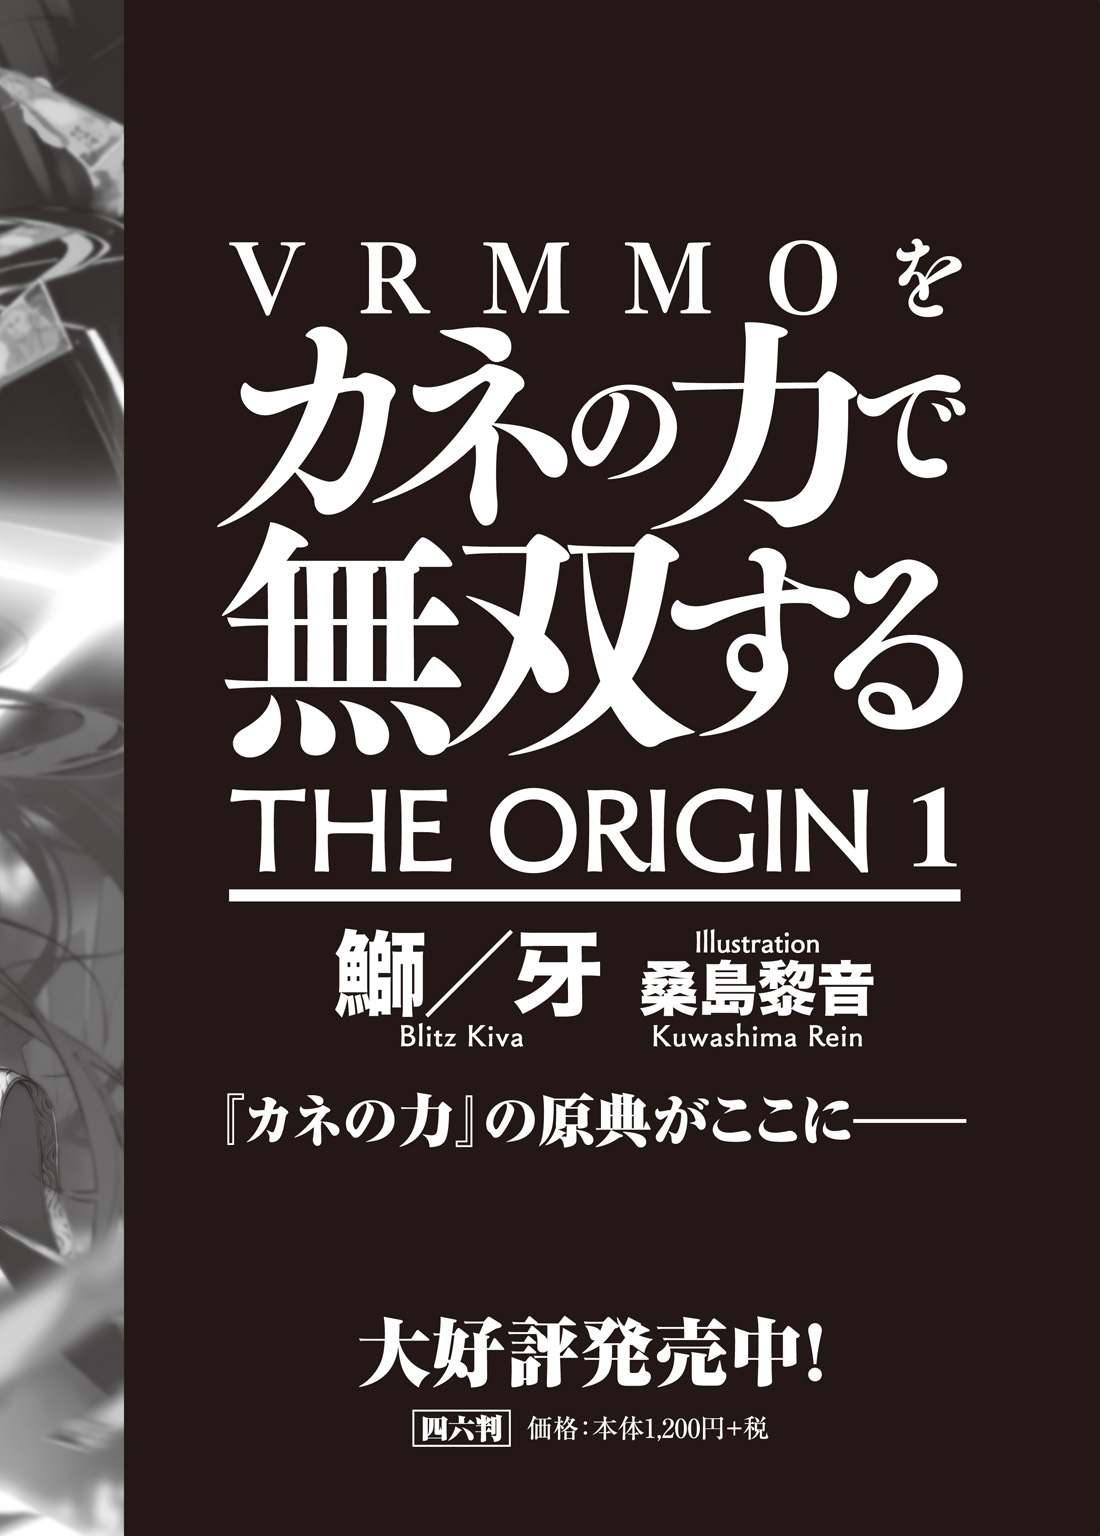 VRMMOを
カネの力で
無双する
THE ORIGIN 1
鰤／牙
Blitz Kiva
Illustration
桑島黎音
Kuwashima Rein
『カネの力』の原典がここに――
大好評発売中!
四六判 価格：本体1,200円+税